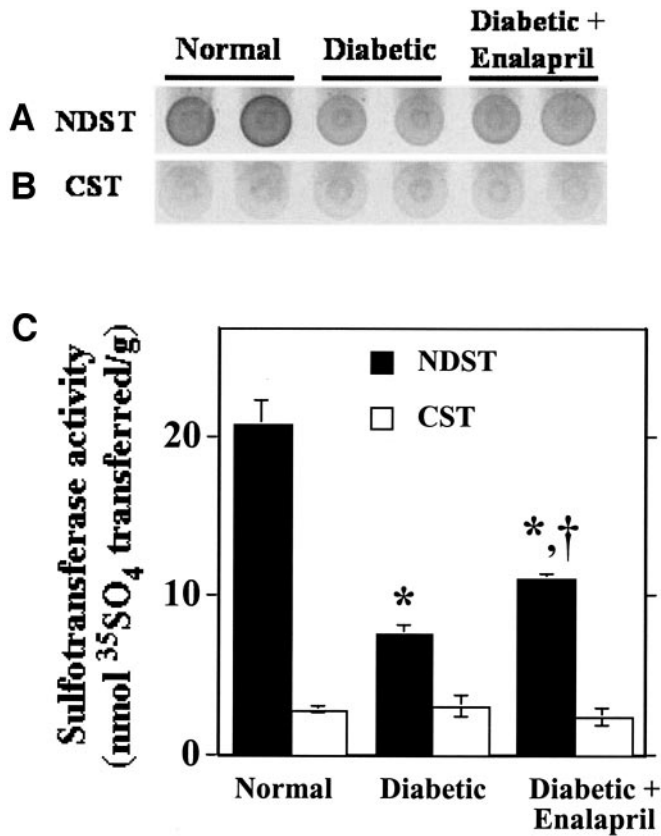 Normal Diabetic Diabetic +
Enalapril
A NDST
B CST
C
Sulfotransferase activity
(nmol ³⁵SO₄ transferred/g)
NDST
CST
20
*,†
10
*
0
Normal Diabetic Diabetic +
Enalapril